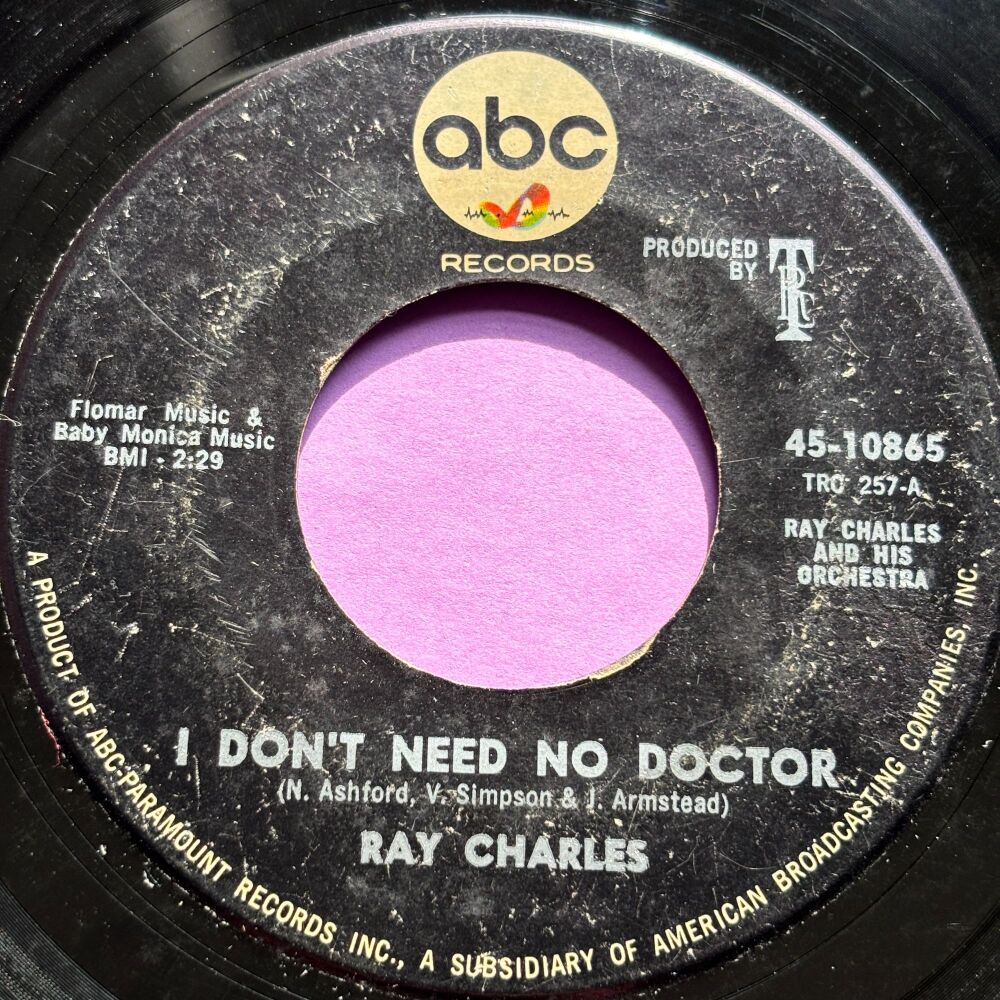 abc
RECORDS
PRODUCED
BY TRC
Flomar Music &
Baby Monica Music
BMI - 2:29
45-10865
TRC 257-A
RAY CHARLES
AND HIS
ORCHESTRA
I DON'T NEED NO DOCTOR
(N. Ashford, V. Simpson & J. Armstead)
RAY CHARLES
A PRODUCT OF ABC-PARAMOUNT RECORDS INC., A SUBSIDIARY OF AMERICAN BROADCASTING COMPANIES, INC.